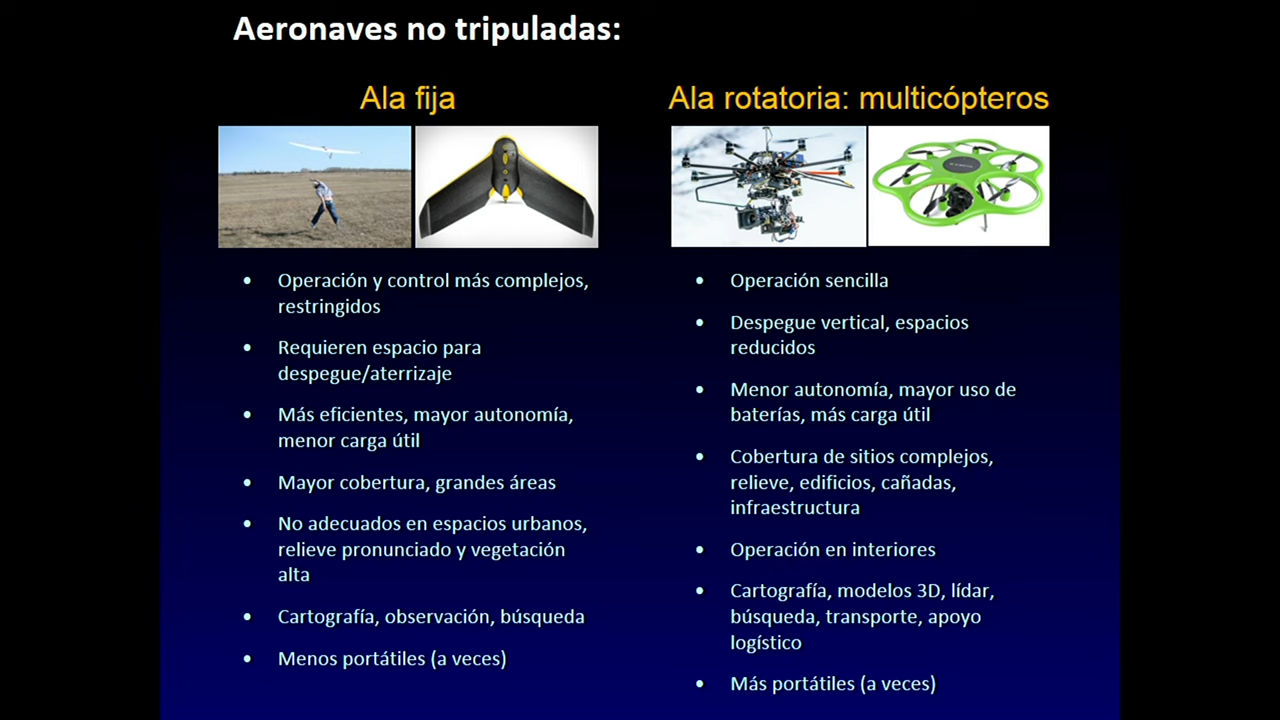 Aeronaves no tripuladas:
Ala fija
Operación y control más complejos,
restringidos
Requieren espacio para
despegue/aterrizaje
Más eficientes, mayor autonomía,
menor carga útil
Mayor cobertura, grandes áreas
No adecuados en espacios urbanos,
relieve pronunciado y vegetación
alta
Cartografía, observación, búsqueda
Menos portátiles (a veces)
Ala rotatoria: multicópteros
Operación sencilla
Despegue vertical, espacios
reducidos
Menor autonomía, mayor uso de
baterías, más carga útil
Cobertura de sitios complejos,
relieve, edificios, cañadas,
infraestructura
Operación en interiores
Cartografía, modelos 3D, lídar,
búsqueda, transporte, apoyo
logístico
Más portátiles (a veces)